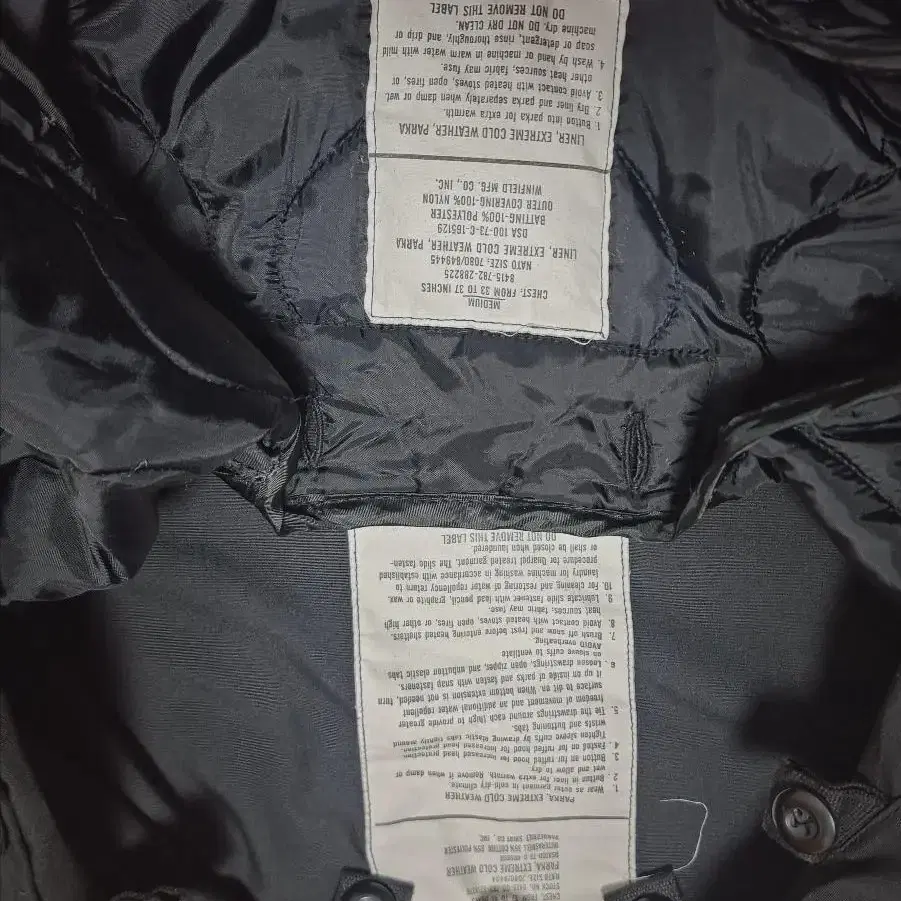 MEDIUM
CHEST. FROM 33 TO 37 INCHES
8415-782-288225
NATO SIZE: 7080/849445
LINER, EXTREME COLD WEATHER, PARKA
DSA 100-73-C-165129
BATTING-100% POLYESTER
OUTER COVERING-100% NYLON
WINFIELD MFG. CO., INC.
LINER, EXTREME COLD WEATHER, PARKA
1. Button into parka for extra warmth.
2. Dry liner and parka separately when damp or wet.
3. Avoid contact with heated stoves, open fires, or
other heat sources; fabric may fuse.
4. Wash by hand or machine in warm water with mild
soap or detergent, rinse thoroughly, and drip or
machine dry. DO NOT DRY CLEAN.
DO NOT REMOVE THIS LABEL
PARKA, EXTREME COLD WEATHER
PARKA, EXTREME COLD WEATHER
1. Wear as outer garment in cold-dry climate.
2. Button in liner for extra warmth. Remove if when damp or
wet and allow to dry.
3. Button on fur ruffed hood for increased head protection.
4. Fasted on fur ruffed hood for increased head protection.
Tighten sleeve cuffs by drawing elastic tabs tightly around
wrists and buttoning tabs.
5. Tie the drawstrings around each thigh to provide greater
freedom of movement and an additional water repellent
surface to sit on. When bottom extension is not needed, turn
it up on inside of parka and fasten with snap fasteners.
6. Loosen drawstrings, open zipper, and unbutton elastic tabs
on sleeve cuffs to ventilate
AVOID overheating.
7. Brush off snow and frost before entering heated shelters.
8. Avoid contact with heated stoves, open fires, or other high
heat sources; fabric may fuse.
9. Lubricate slide fastener with lead pencil, graphite or wax.
10. For cleaning and restoring of water repellency return to
laundry for machine washing in accordance with established
procedure for Quarpel treated garment. The slide fasten-
er shall be closed when laundered.
DO NOT REMOVE THIS LABEL